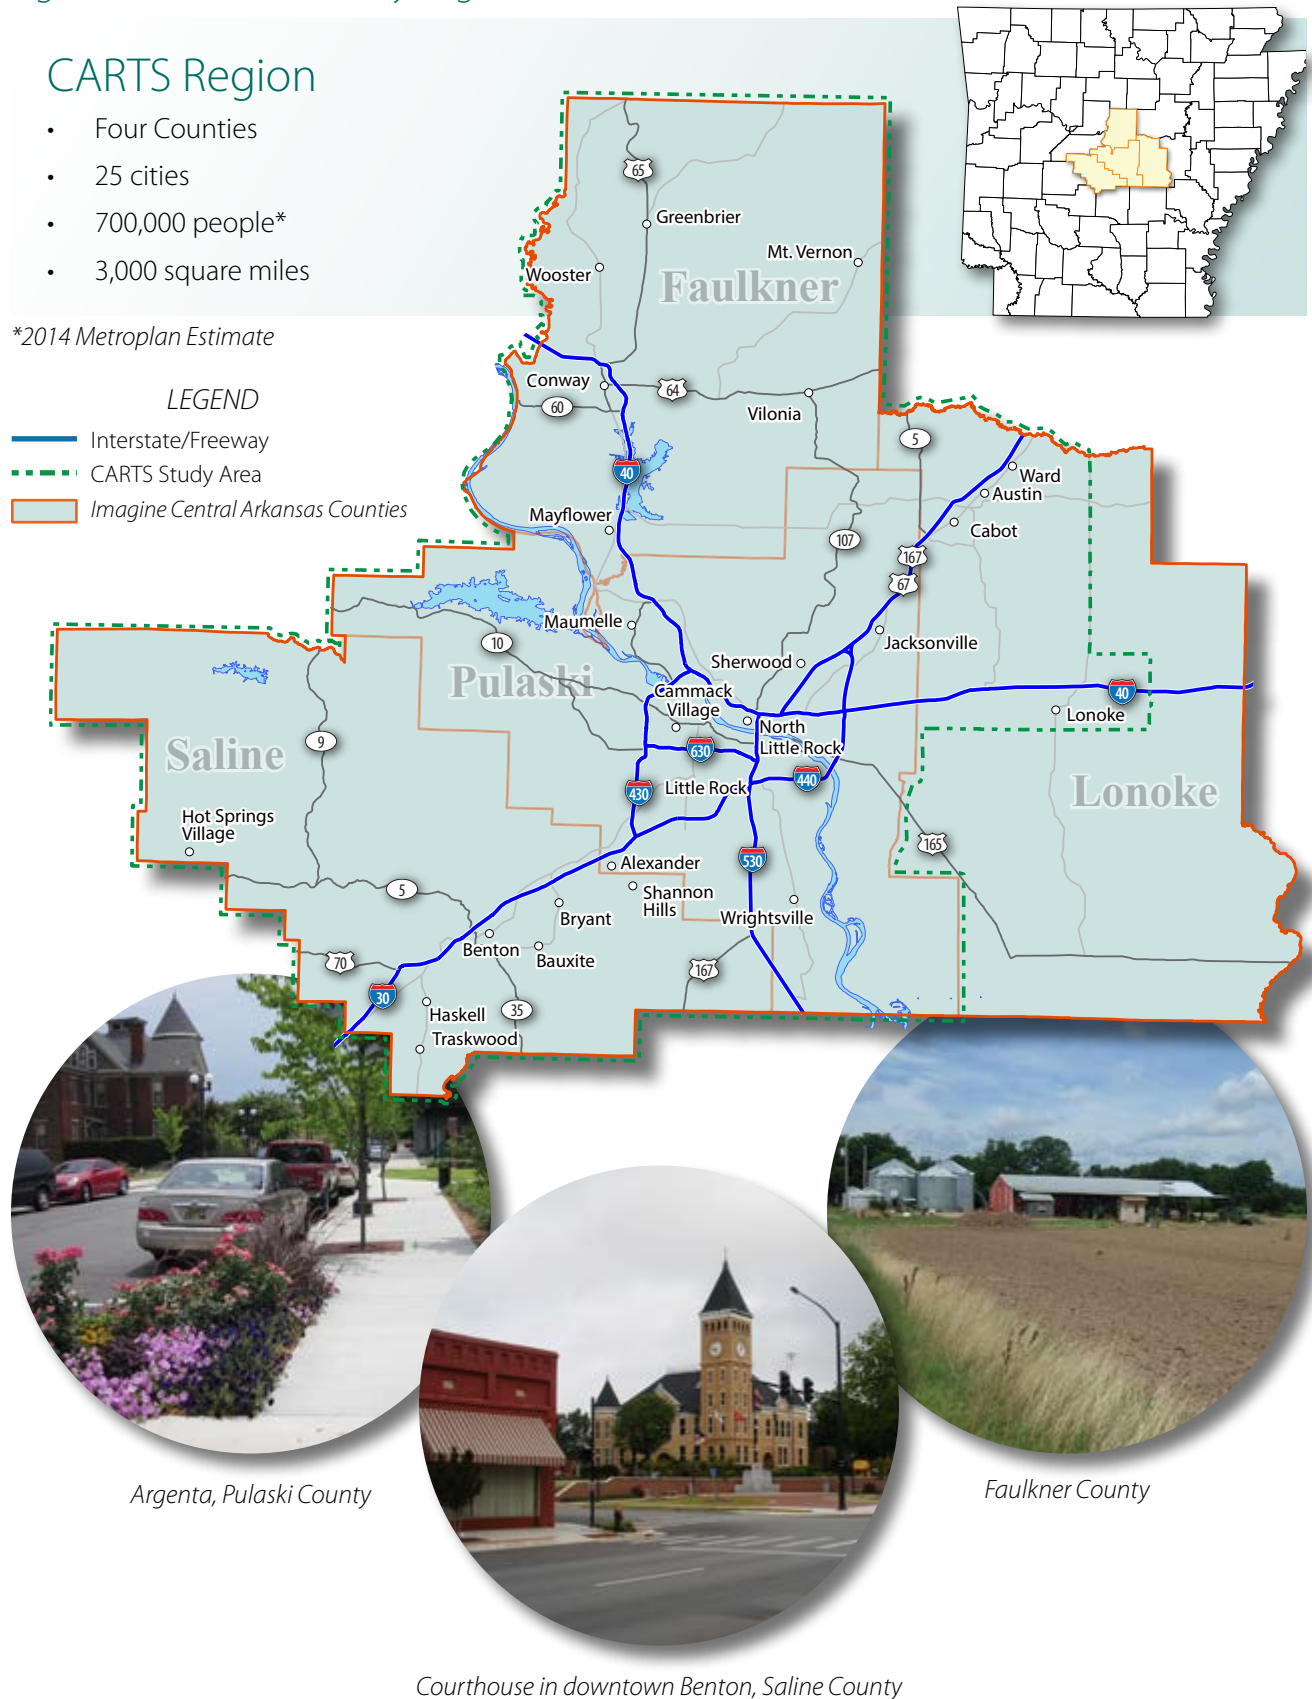 CARTS Region
• Four Counties
• 25 cities
• 700,000 people*
• 3,000 square miles
*2014 Metroplan Estimate
LEGEND
Interstate/Freeway
CARTS Study Area
Imagine Central Arkansas Counties
65
Greenbrier
Mt. Vernon
Wooster
Faulkner
Conway
64
60
Vilonia
5
40
Ward
Austin
Mayflower
Cabot
107
167
67
Maumelle
10
Jacksonville
Sherwood
Pulaski
Cammack
Village
40
Lonoke
North
Little Rock
9
Saline
630
430
Little Rock
440
Lonoke
Hot Springs
Village
165
530
Alexander
5
Shannon
Hills
Bryant
Wrightsville
Benton
Bauxite
70
167
30
Haskell
35
Traskwood
Argenta, Pulaski County
Faulkner County
Courthouse in downtown Benton, Saline County